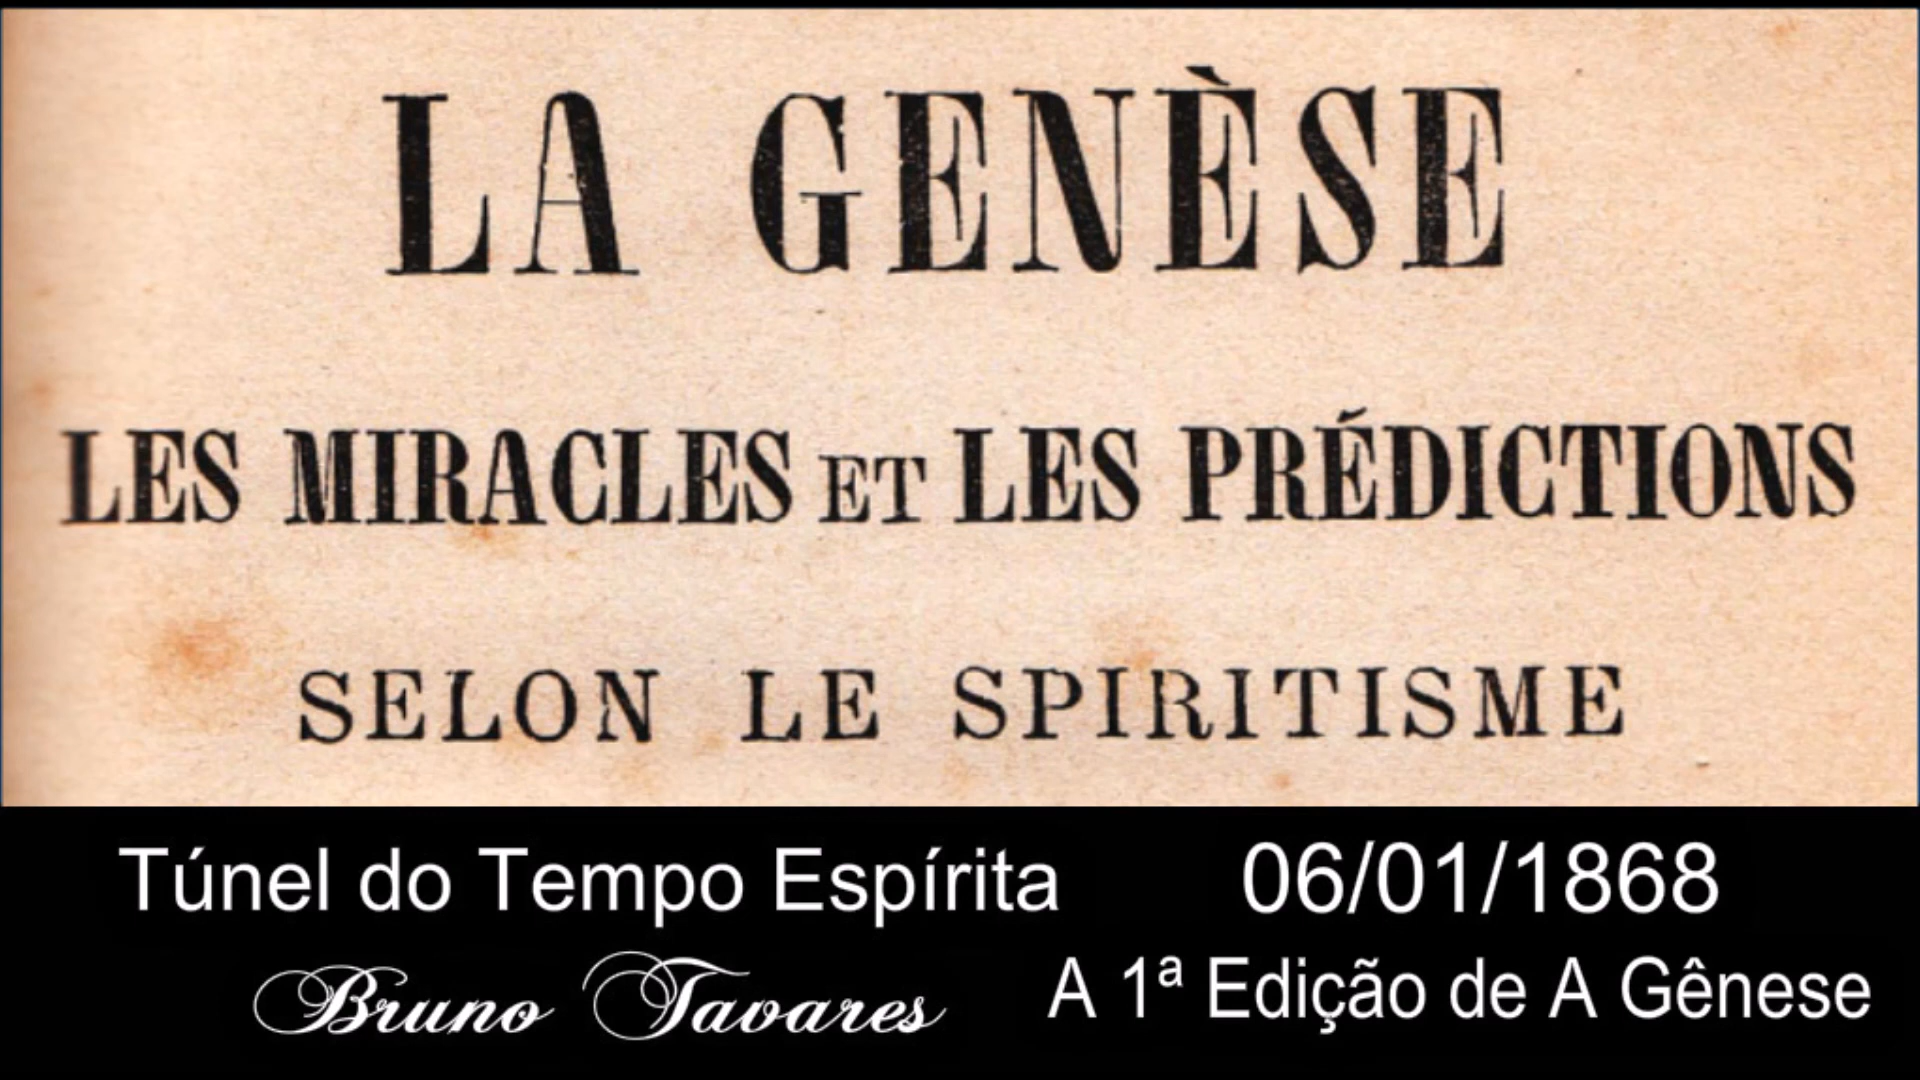 LA GENÈSE
LES MIRACLES ET LES PRÉDICTIONS
SELON LE SPIRITISME
Túnel do Tempo Espírita
Bruno Tavares
06/01/1868
A 1ª Edição de A Gênese